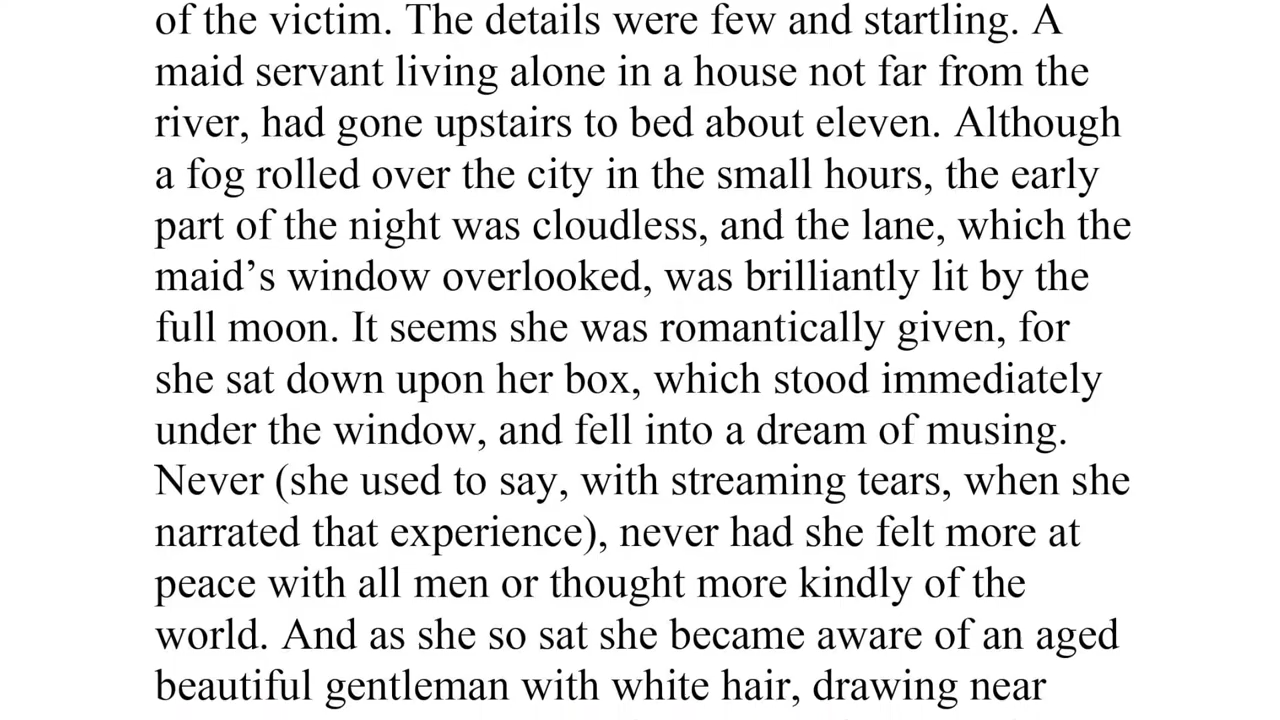 of the victim. The details were few and startling. A
maid servant living alone in a house not far from the
river, had gone upstairs to bed about eleven. Although
a fog rolled over the city in the small hours, the early
part of the night was cloudless, and the lane, which the
maid’s window overlooked, was brilliantly lit by the
full moon. It seems she was romantically given, for
she sat down upon her box, which stood immediately
under the window, and fell into a dream of musing.
Never (she used to say, with streaming tears, when she
narrated that experience), never had she felt more at
peace with all men or thought more kindly of the
world. And as she so sat she became aware of an aged
beautiful gentleman with white hair, drawing near